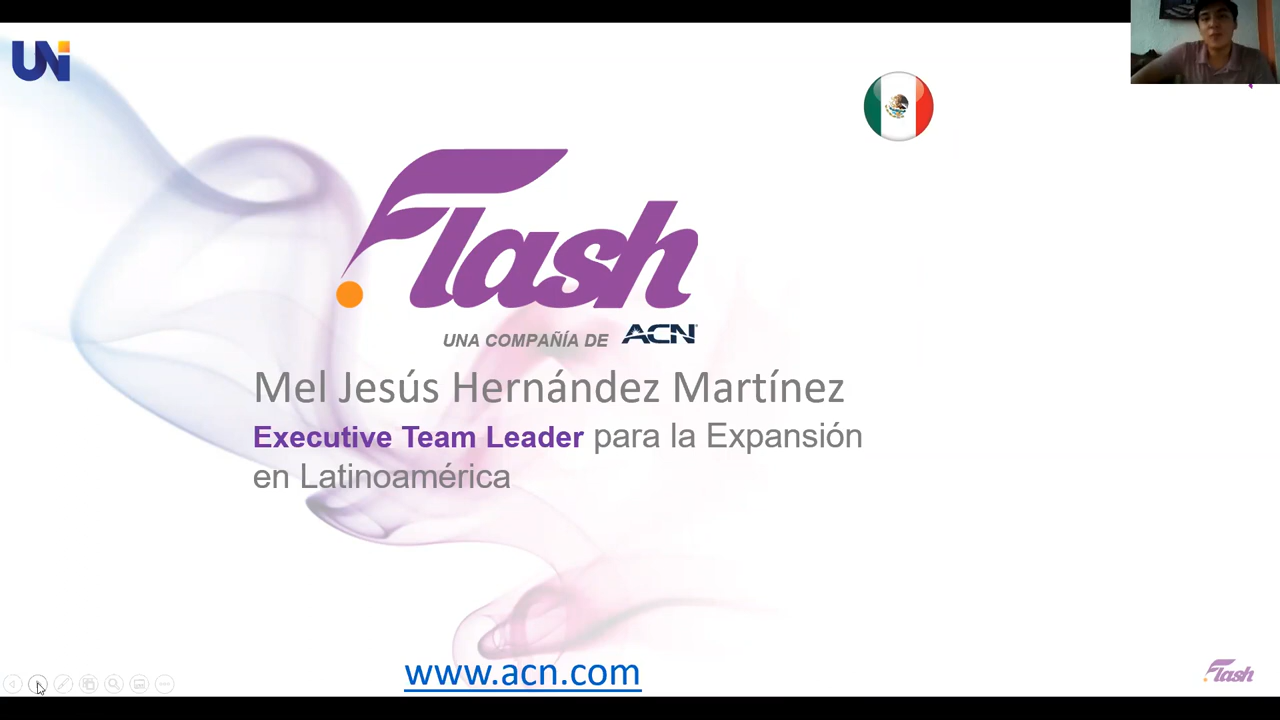 UNi
Flash
UNA COMPAÑÍA DE ACN
Mel Jesús Hernández Martínez
Executive Team Leader para la Expansión
en Latinoamérica
www.acn.com
Flash